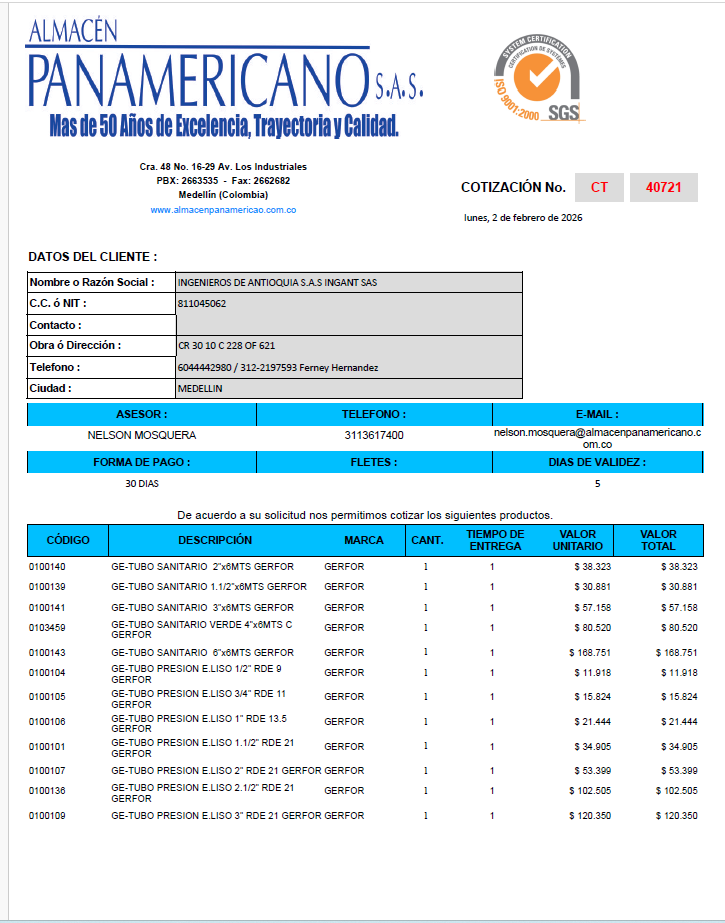 ALMACÉN
PANAMERICANO S.A.S.
Mas de 50 Años de Excelencia, Trayectoria y Calidad.
SYSTEM CERTIFICATION
CERTIFICATION DE SYSTÈMES
ISO 9001:2000
SGS
Cra. 48 No. 16-29 Av. Los Industriales
PBX: 2663535 - Fax: 2662682
Medellín (Colombia)
www.almacenpanamericao.com.co
COTIZACIÓN No. CT 40721
lunes, 2 de febrero de 2026
DATOS DEL CLIENTE :
Nombre o Razón Social : INGENIEROS DE ANTIOQUIA S.A.S INGANT SAS
C.C. ó NIT : 811045062
Contacto :
Obra ó Dirección : CR 30 10 C 228 OF 621
Telefono : 6044442980 / 312-2197593 Ferney Hernandez
Ciudad : MEDELLIN
ASESOR : TELEFONO : E-MAIL :
NELSON MOSQUERA 3113617400 nelson.mosquera@almacenpanamericano.c
om.co
FORMA DE PAGO : FLETES : DIAS DE VALIDEZ :
30 DIAS 5
De acuerdo a su solicitud nos permitimos cotizar los siguientes productos.
CÓDIGO DESCRIPCIÓN MARCA CANT. TIEMPO DE ENTREGA VALOR UNITARIO VALOR TOTAL
0100140 GE-TUBO SANITARIO 2"x6MTS GERFOR GERFOR 1 1 $ 38.323 $ 38.323
0100139 GE-TUBO SANITARIO 1.1/2"x6MTS GERFOR GERFOR 1 1 $ 30.881 $ 30.881
0100141 GE-TUBO SANITARIO 3"x6MTS GERFOR GERFOR 1 1 $ 57.158 $ 57.158
0103459 GE-TUBO SANITARIO VERDE 4"x6MTS C GERFOR GERFOR 1 1 $ 80.520 $ 80.520
0100143 GE-TUBO SANITARIO 6"x6MTS GERFOR GERFOR 1 1 $ 168.751 $ 168.751
0100104 GE-TUBO PRESION E.LISO 1/2" RDE 9 GERFOR GERFOR 1 1 $ 11.918 $ 11.918
0100105 GE-TUBO PRESION E.LISO 3/4" RDE 11 GERFOR GERFOR 1 1 $ 15.824 $ 15.824
0100106 GE-TUBO PRESION E.LISO 1" RDE 13.5 GERFOR GERFOR 1 1 $ 21.444 $ 21.444
0100101 GE-TUBO PRESION E.LISO 1.1/2" RDE 21 GERFOR GERFOR 1 1 $ 34.905 $ 34.905
0100107 GE-TUBO PRESION E.LISO 2" RDE 21 GERFOR GERFOR 1 1 $ 53.399 $ 53.399
0100136 GE-TUBO PRESION E.LISO 2.1/2" RDE 21 GERFOR GERFOR 1 1 $ 102.505 $ 102.505
0100109 GE-TUBO PRESION E.LISO 3" RDE 21 GERFOR GERFOR 1 1 $ 120.350 $ 120.350